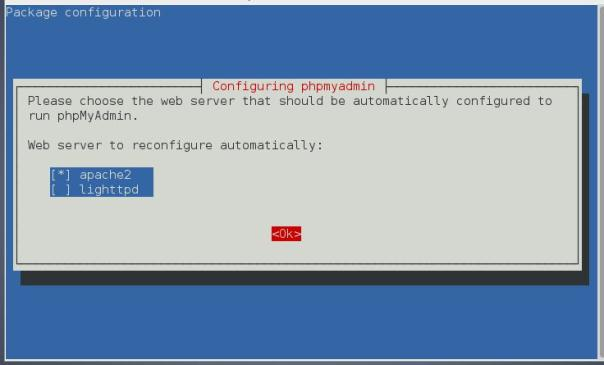 Package configuration
Configuring phpmyadmin
Please choose the web server that should be automatically configured to
run phpMyAdmin.
Web server to reconfigure automatically:
[*] apache2
[ ] lighttpd
<Ok>